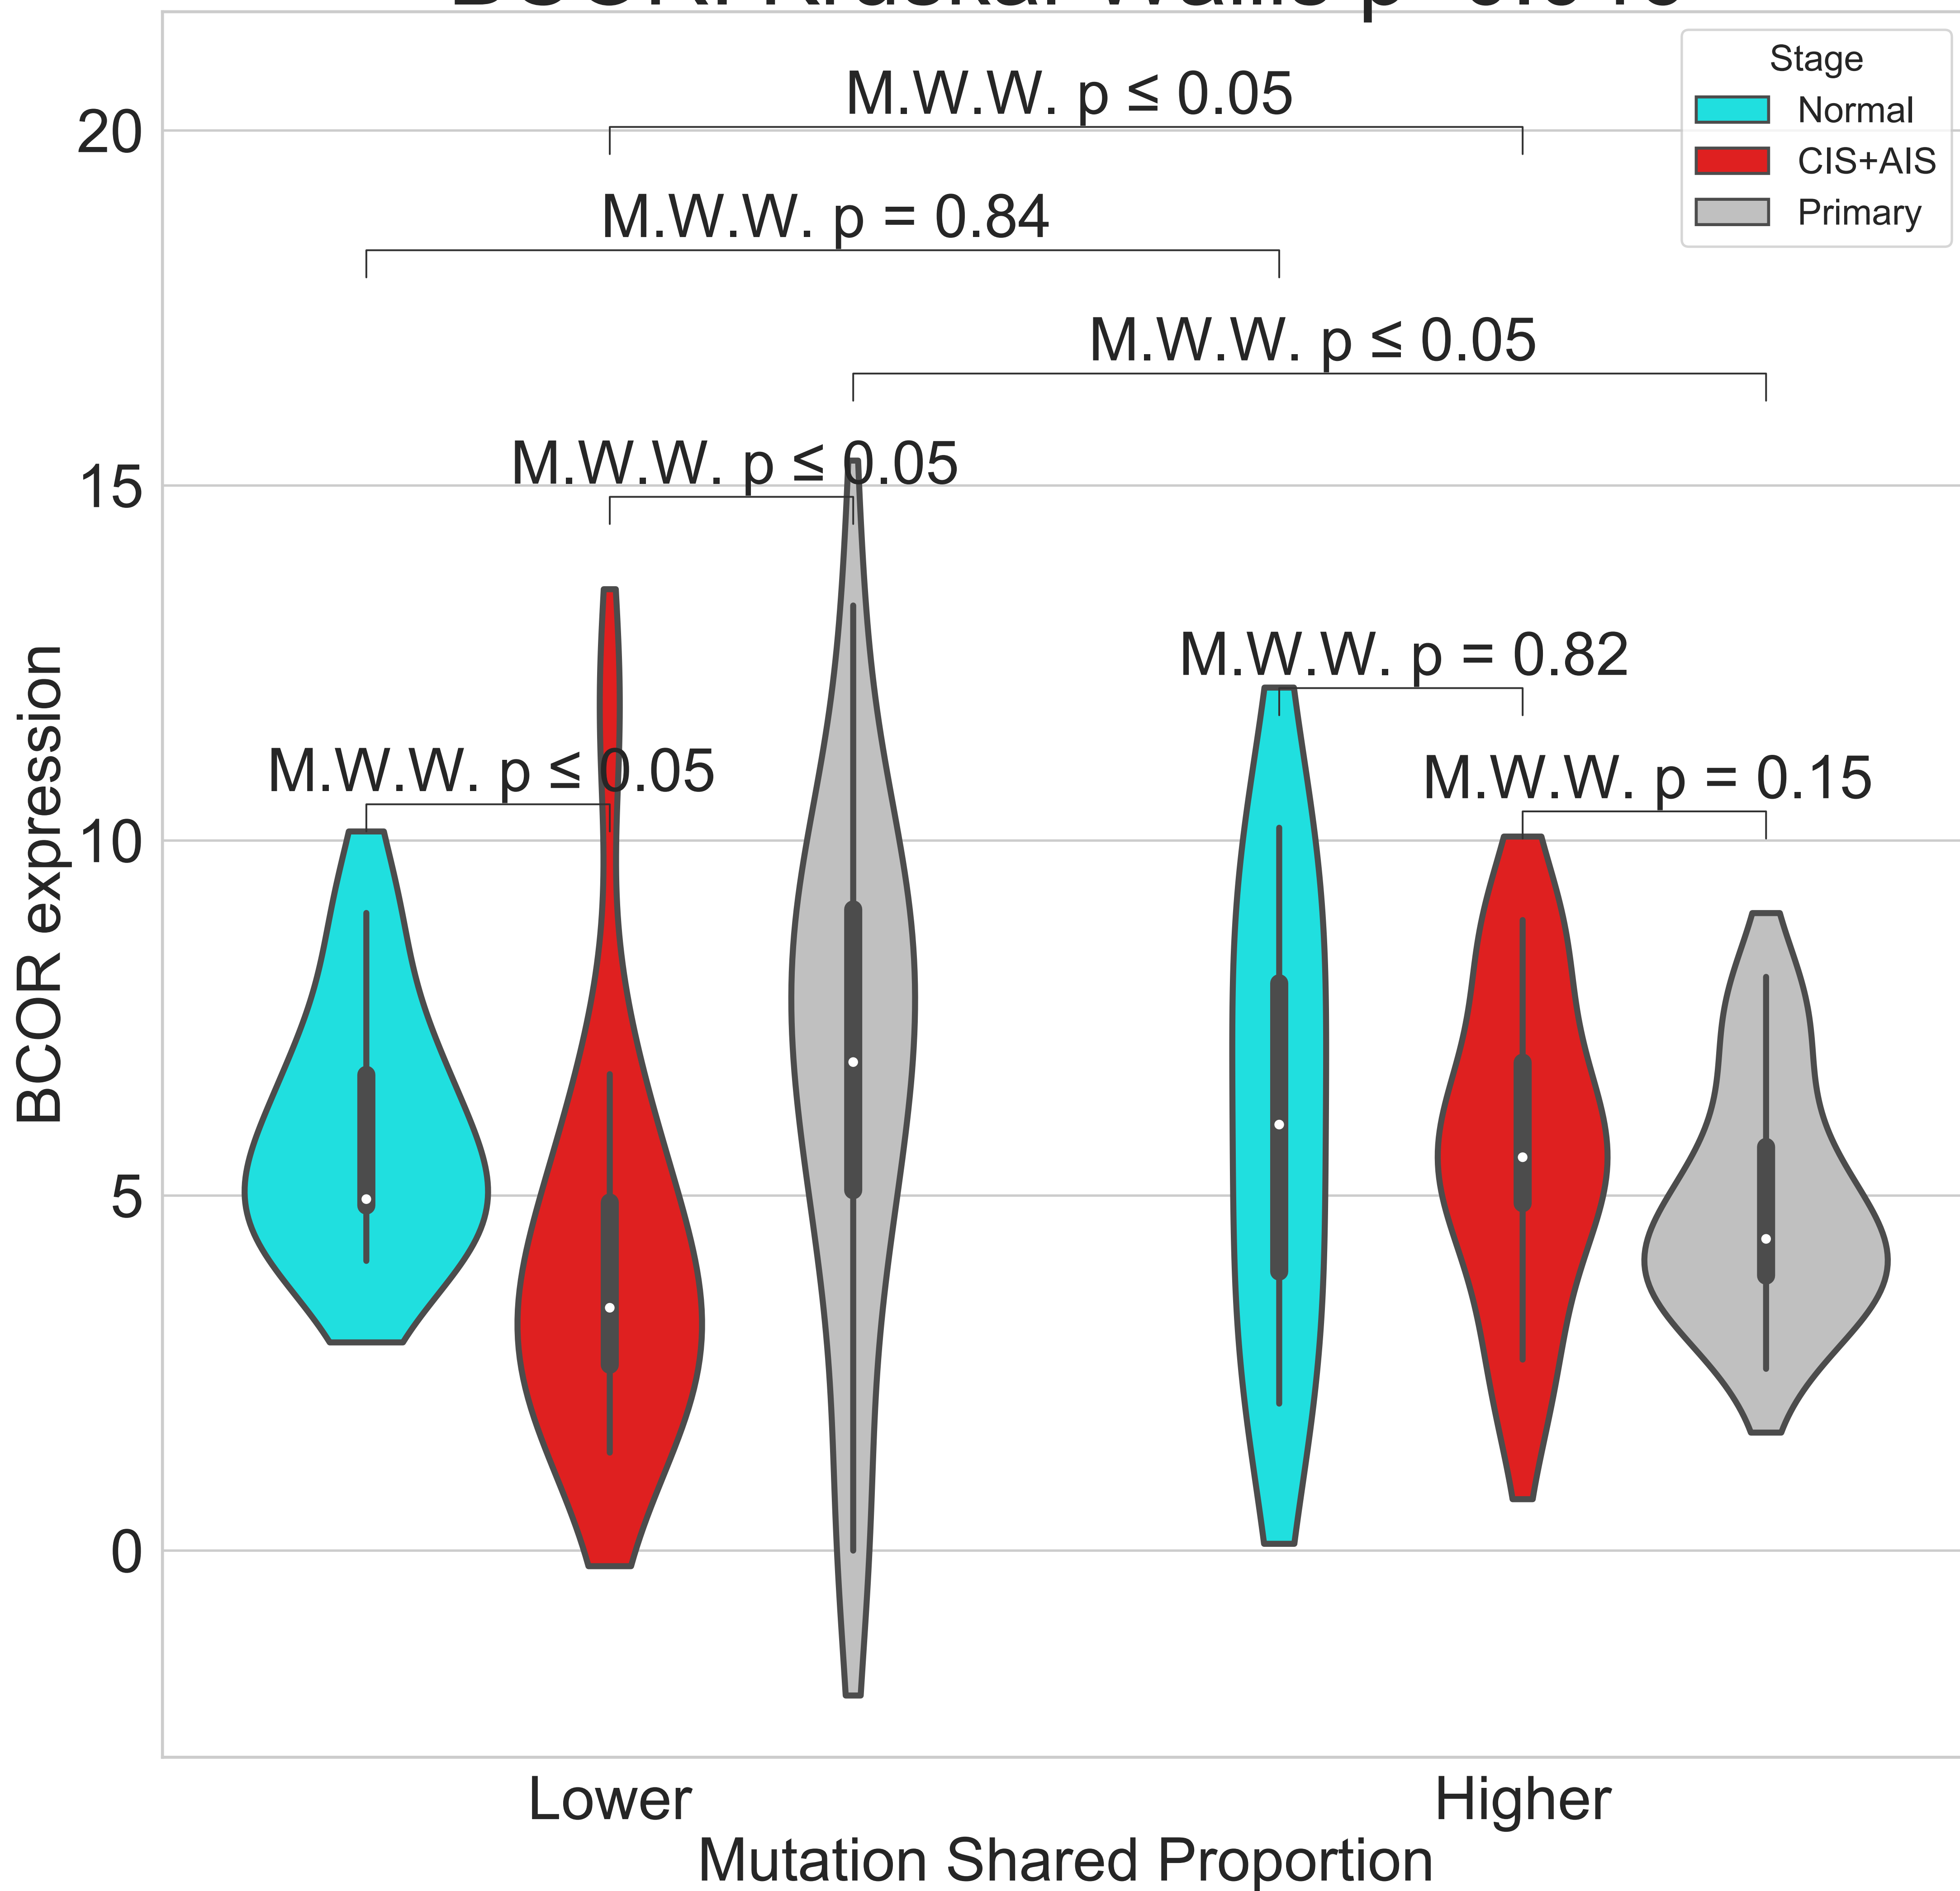 Stage
Normal
CIS+AIS
Primary
M.W.W. p ≤ 0.05
M.W.W. p = 0.84
M.W.W. p ≤ 0.05
M.W.W. p ≤ 0.05
M.W.W. p = 0.82
M.W.W. p ≤ 0.05
M.W.W. p = 0.15
20
15
10
5
0
BCOR expression
Lower
Higher
Mutation Shared Proportion